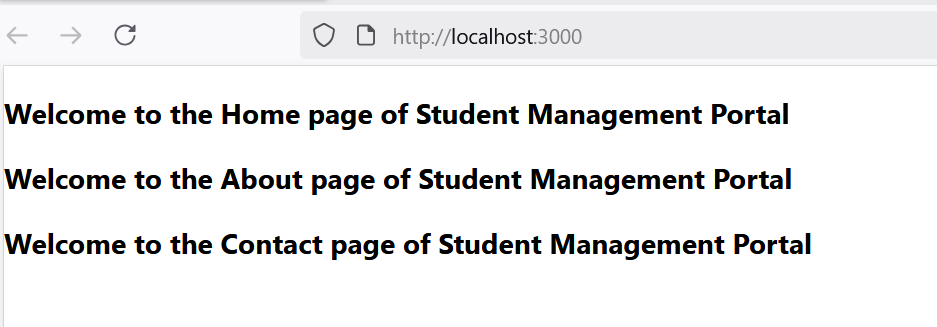 http://localhost:3000
Welcome to the Home page of Student Management Portal
Welcome to the About page of Student Management Portal
Welcome to the Contact page of Student Management Portal